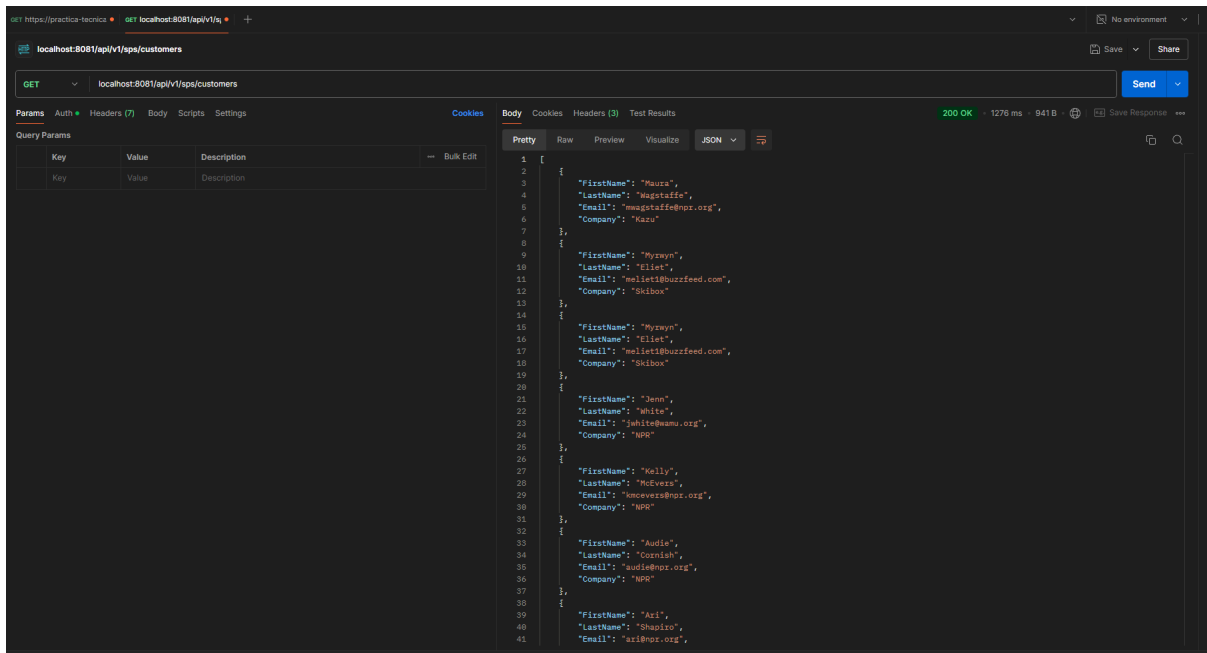 GET https://practica-tecnica
GET localhost:8081/api/v1/s
No environment
localhost:8081/api/v1/sps/customers
Save
Share
GET
localhost:8081/api/v1/sps/customers
Send
Params Auth Headers (7) Body Scripts Settings
Cookies
Query Params
Key Value Description
Bulk Edit
Key Value Description
Body Cookies Headers (3) Test Results
200 OK 1276 ms 941 B
Save Response
Pretty Raw Preview Visualize JSON
1 [
2 {
3 "FirstName": "Maura",
4 "LastName": "Wagstaffe",
5 "Email": "mwagstaffe@npr.org",
6 "Company": "Kazu"
7 },
8 {
9 "FirstName": "Myrwyn",
10 "LastName": "Eliet",
11 "Email": "meliet1@buzzfeed.com",
12 "Company": "Skibox"
13 },
14 {
15 "FirstName": "Myrwyn",
16 "LastName": "Eliet",
17 "Email": "meliet1@buzzfeed.com",
18 "Company": "Skibox"
19 },
20 {
21 "FirstName": "Jenn",
22 "LastName": "White",
23 "Email": "jwhite@wamu.org",
24 "Company": "NPR"
25 },
26 {
27 "FirstName": "Kelly",
28 "LastName": "McEvers",
29 "Email": "kmcevers@npr.org",
30 "Company": "NPR"
31 },
32 {
33 "FirstName": "Audie",
34 "LastName": "Cornish",
35 "Email": "audie@npr.org",
36 "Company": "NPR"
37 },
38 {
39 "FirstName": "Ari",
40 "LastName": "Shapiro",
41 "Email": "ari@npr.org",